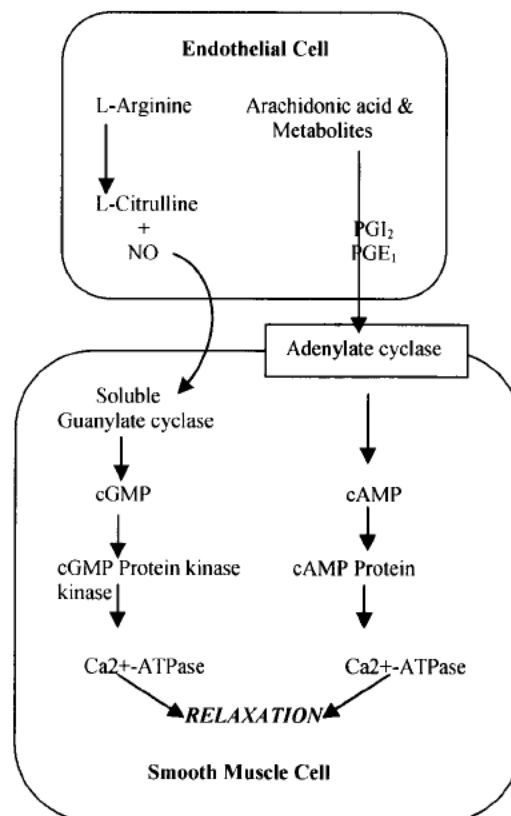 Endothelial Cell
L-Arginine
Arachidonic acid &
Metabolites
L-Citrulline
+
NO
PGI₂
PGE₁
Adenylate cyclase
Soluble
Guanylate cyclase
cGMP
cAMP
cGMP Protein kinase
kinase
cAMP Protein
Ca2+-ATPase
Ca2+-ATPase
RELAXATION
Smooth Muscle Cell